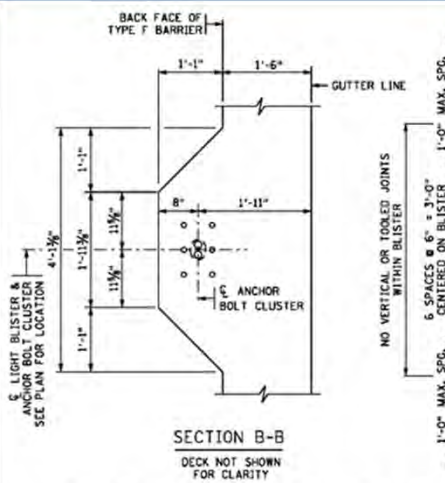 BACK FACE OF
TYPE F BARRIER
1'-1"
1'-6"
GUTTER LINE
1'-1"
8"
1'-11"
4'-1⅜"
1'-11⅜"
11⅝"
11⅝"
1'-1"
℄ ANCHOR
BOLT CLUSTER
℄ LIGHT BLISTER &
ANCHOR BOLT CLUSTER
SEE PLAN FOR LOCATION
NO VERTICAL OR TOOLED JOINTS
WITHIN BLISTER
1'-0" MAX. SPG.
6 SPACES @ 6" = 3'-0"
CENTERED ON BLISTER
1'-0" MAX. SPG.
SECTION B-B
DECK NOT SHOWN
FOR CLARITY